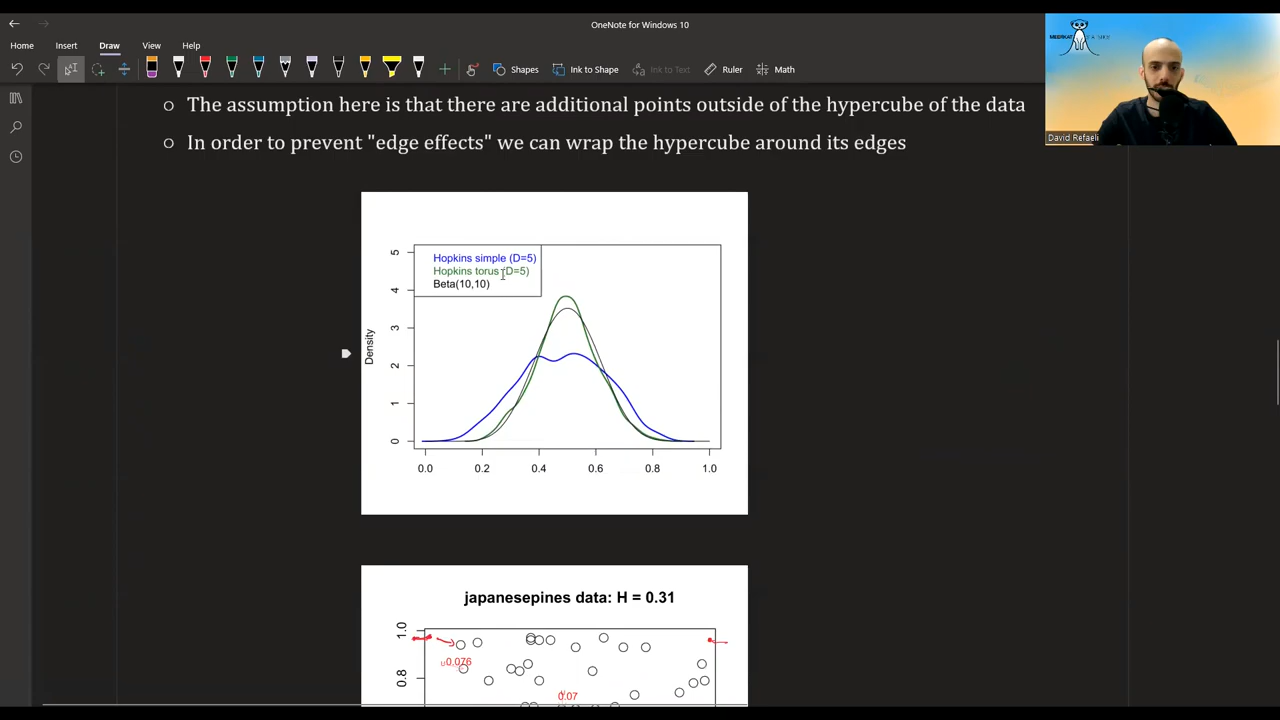 OneNote for Windows 10
Home Insert Draw View Help
Shapes Ink to Shape Ink to Text Ruler Math
MEERKAT
David Refaeli
The assumption here is that there are additional points outside of the hypercube of the data
In order to prevent "edge effects" we can wrap the hypercube around its edges
Hopkins simple (D=5)
Hopkins torus (D=5)
Beta(10,10)
Density
5
4
3
2
1
0
0.0 0.2 0.4 0.6 0.8 1.0
japanesepines data: H = 0.31
1.0
0.076
0.8
0.07